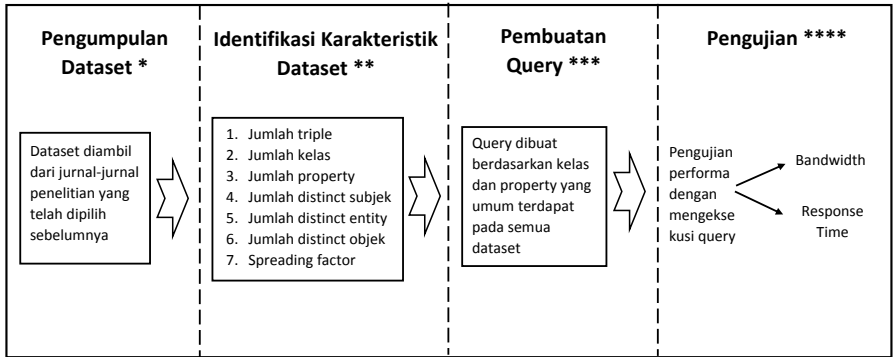 Pengumpulan
Dataset *
Dataset diambil
dari jurnal-jurnal
penelitian yang
telah dipilih
sebelumnya
Identifikasi Karakteristik
Dataset **
1. Jumlah triple
2. Jumlah kelas
3. Jumlah property
4. Jumlah distinct subjek
5. Jumlah distinct entity
6. Jumlah distinct objek
7. Spreading factor
Pembuatan
Query ***
Query dibuat
berdasarkan kelas
dan property yang
umum terdapat
pada semua
dataset
Pengujian ****
Pengujian
performa
dengan
mengekse
kusi query
Bandwidth
Response
Time